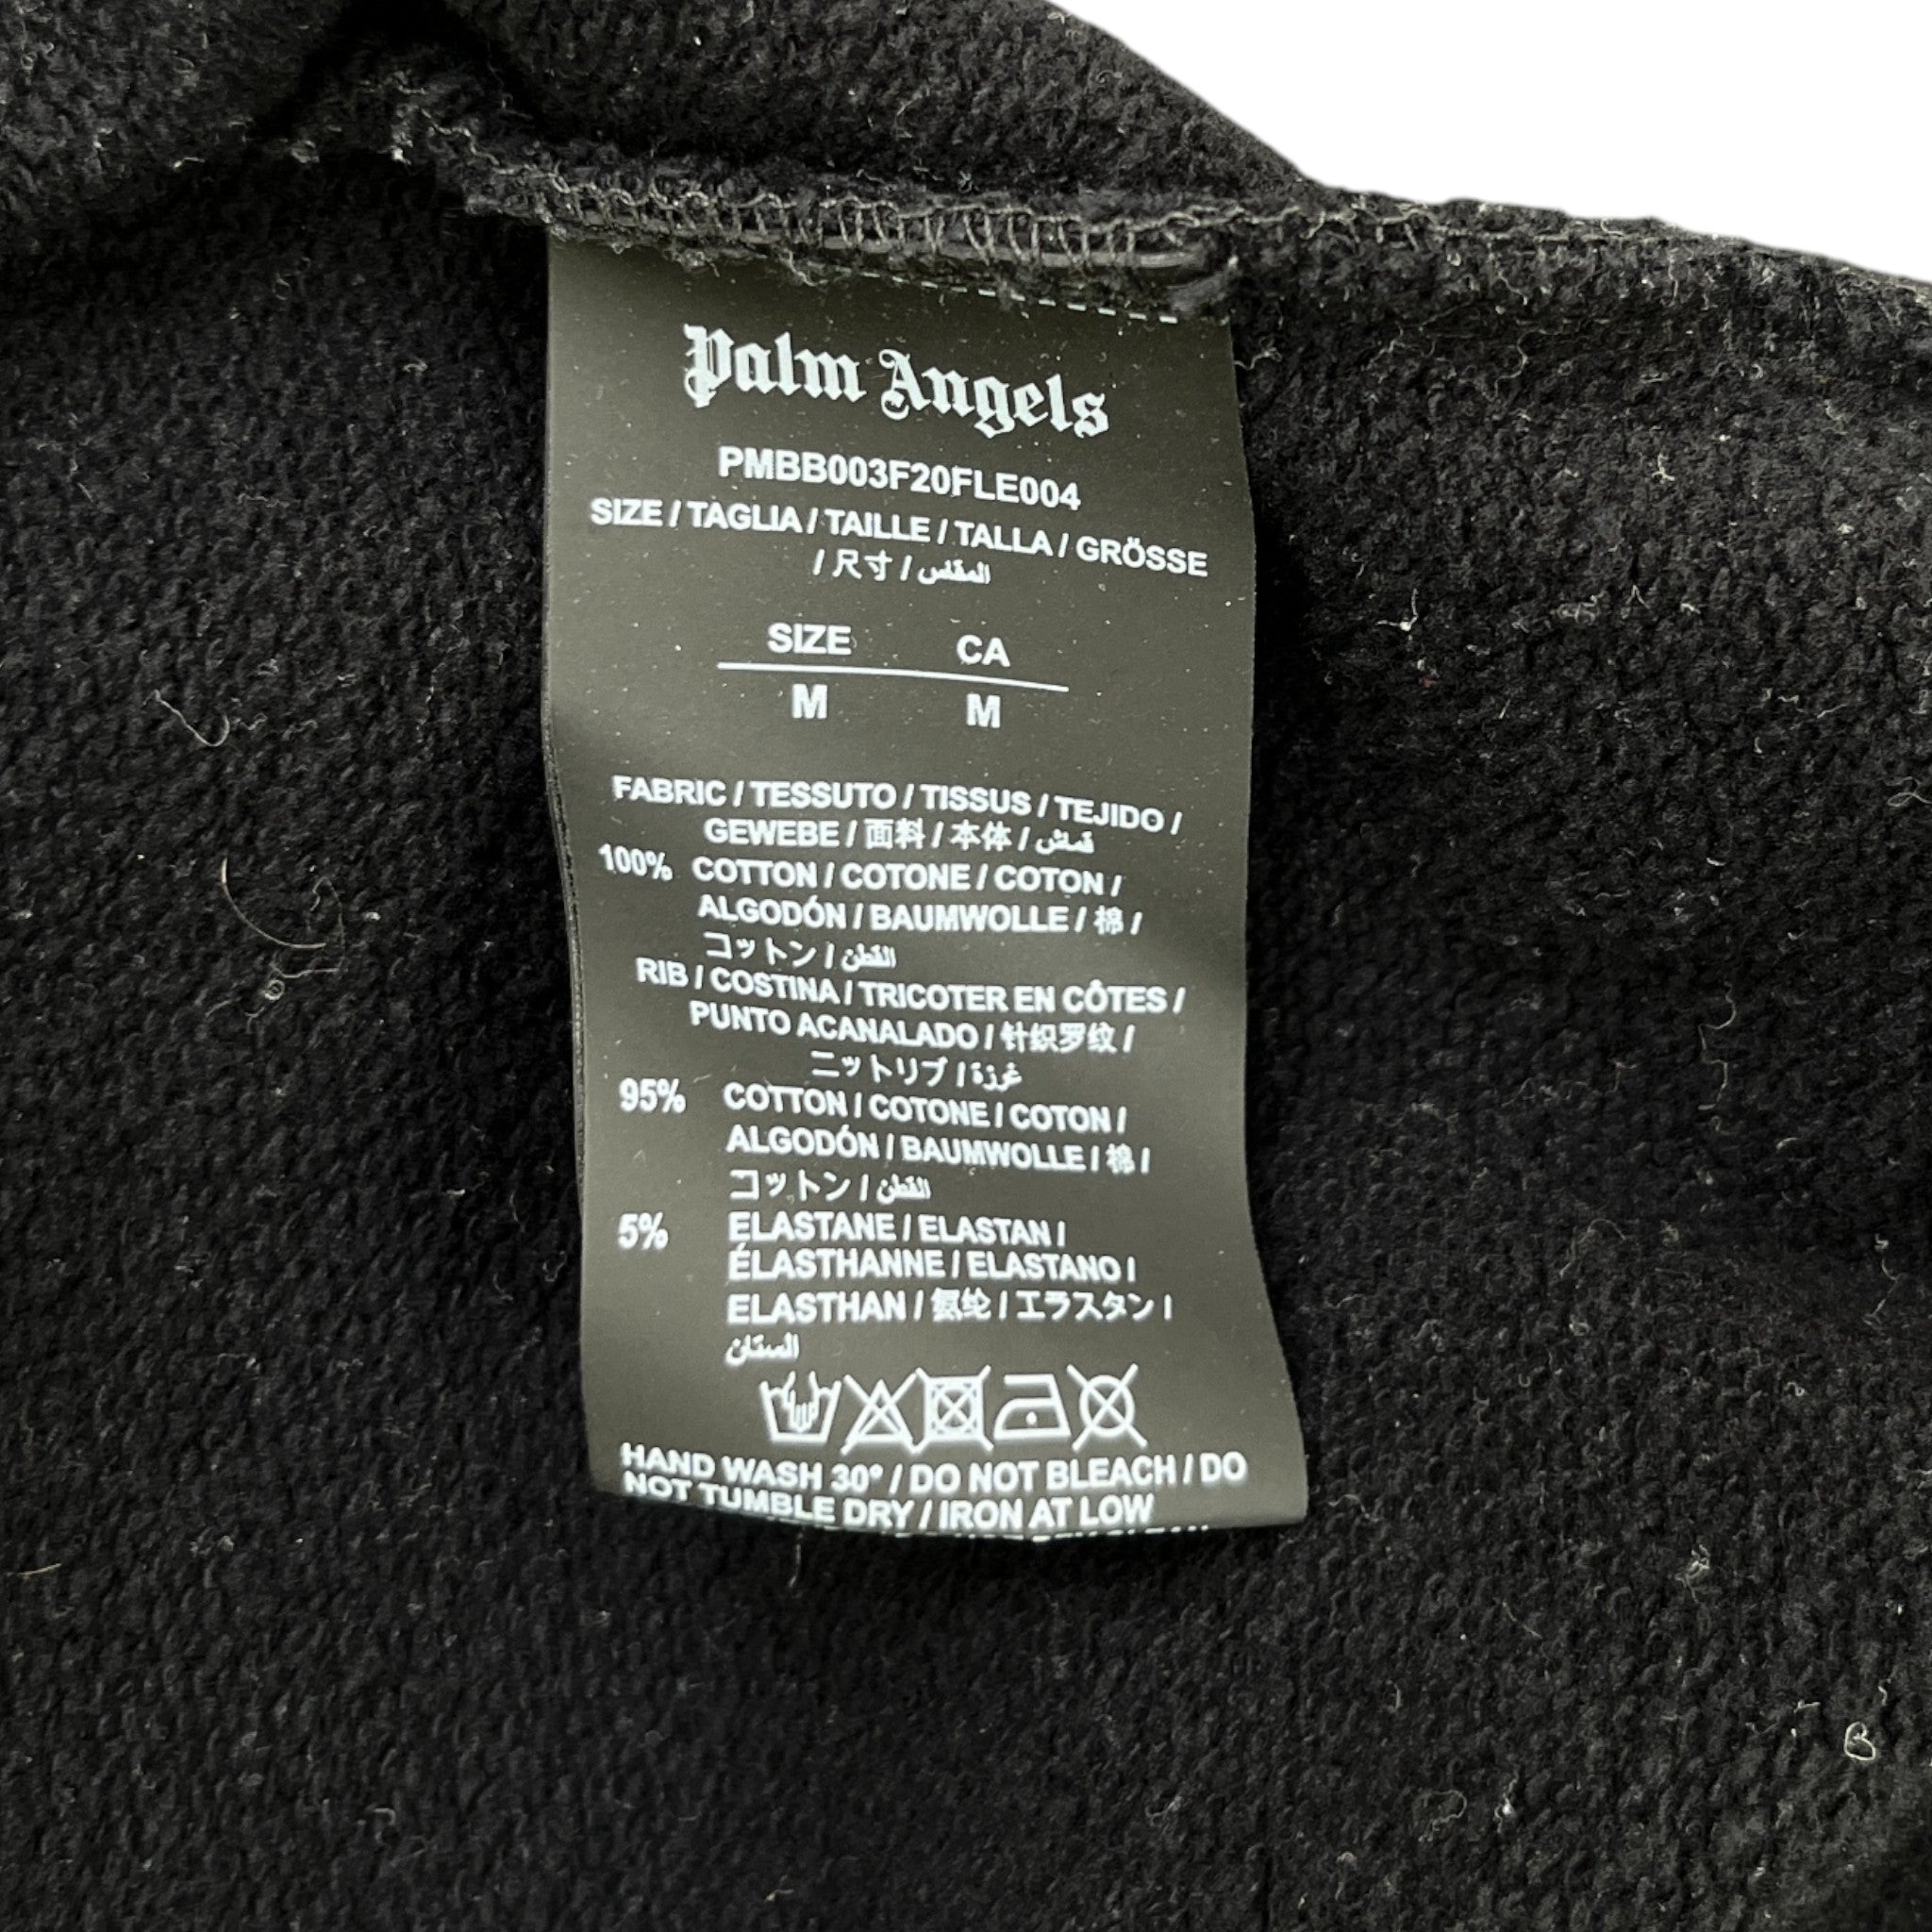 Palm Angels
PMBB003F20FLE004
SIZE / TAGLIA / TAILLE / TALLA / GRÖSSE
/ 尺寸 / المقاس
SIZE CA
M M
FABRIC / TESSUTO / TISSUS / TEJIDO /
GEWEBE / 面料 / 本体 / قماش
100% COTTON / COTONE / COTON /
ALGODÓN / BAUMWOLLE / 棉 /
コットン / القطن
RIB / COSTINA / TRICOTER EN CÔTES /
PUNTO ACANALADO / 针织罗纹 /
ニットリブ / غرزة
95% COTTON / COTONE / COTON /
ALGODÓN / BAUMWOLLE / 棉 /
コットン / القطن
5% ELASTANE / ELASTAN /
ÉLASTHANNE / ELASTANO /
ELASTHAN / 氨纶 / エラスタン /
HAND WASH 30° / DO NOT BLEACH / DO
NOT TUMBLE DRY / IRON AT LOW